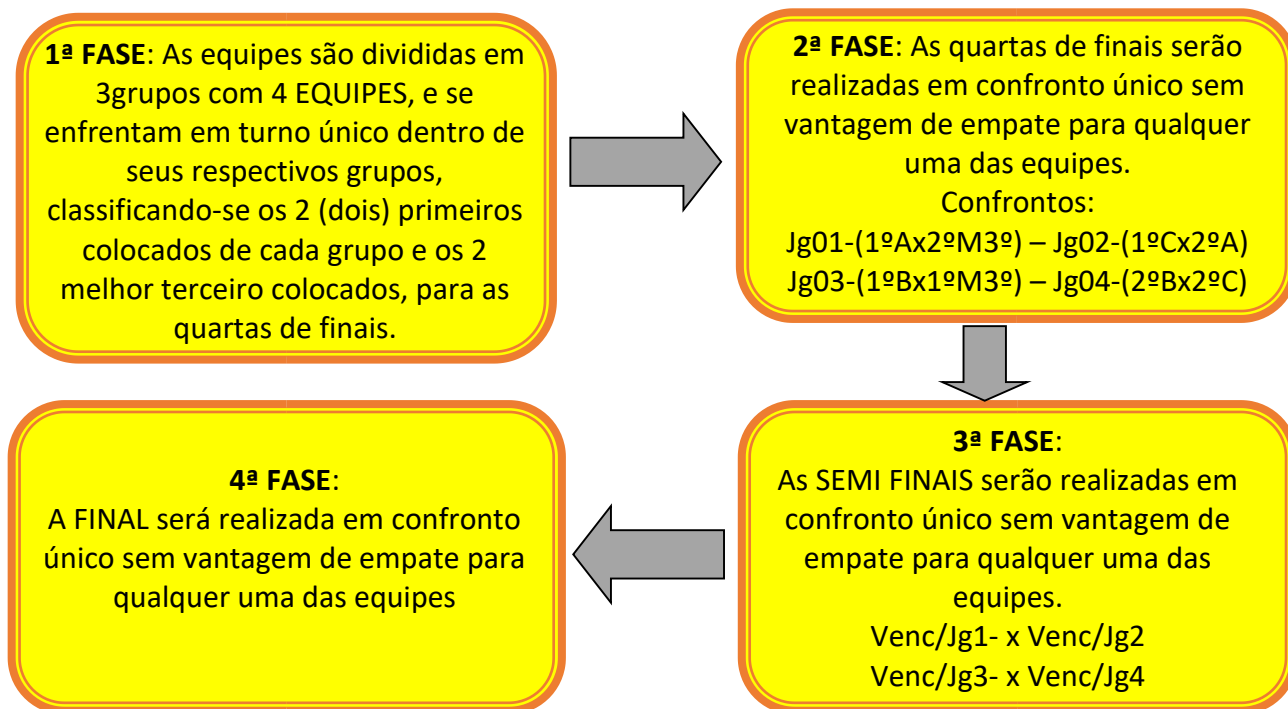 1ª FASE: As equipes são divididas em
3grupos com 4 EQUIPES, e se
enfrentam em turno único dentro de
seus respectivos grupos,
classificando-se os 2 (dois) primeiros
colocados de cada grupo e os 2
melhor terceiro colocados, para as
quartas de finais.
2ª FASE: As quartas de finais serão
realizadas em confronto único sem
vantagem de empate para qualquer
uma das equipes.
Confrontos:
Jg01-(1ºAx2ºM3º) – Jg02-(1ºCx2ºA)
Jg03-(1ºBx1ºM3º) – Jg04-(2ºBx2ºC)
3ª FASE:
As SEMI FINAIS serão realizadas em
confronto único sem vantagem de
empate para qualquer uma das
equipes.
Venc/Jg1- x Venc/Jg2
Venc/Jg3- x Venc/Jg4
4ª FASE:
A FINAL será realizada em confronto
único sem vantagem de empate para
qualquer uma das equipes